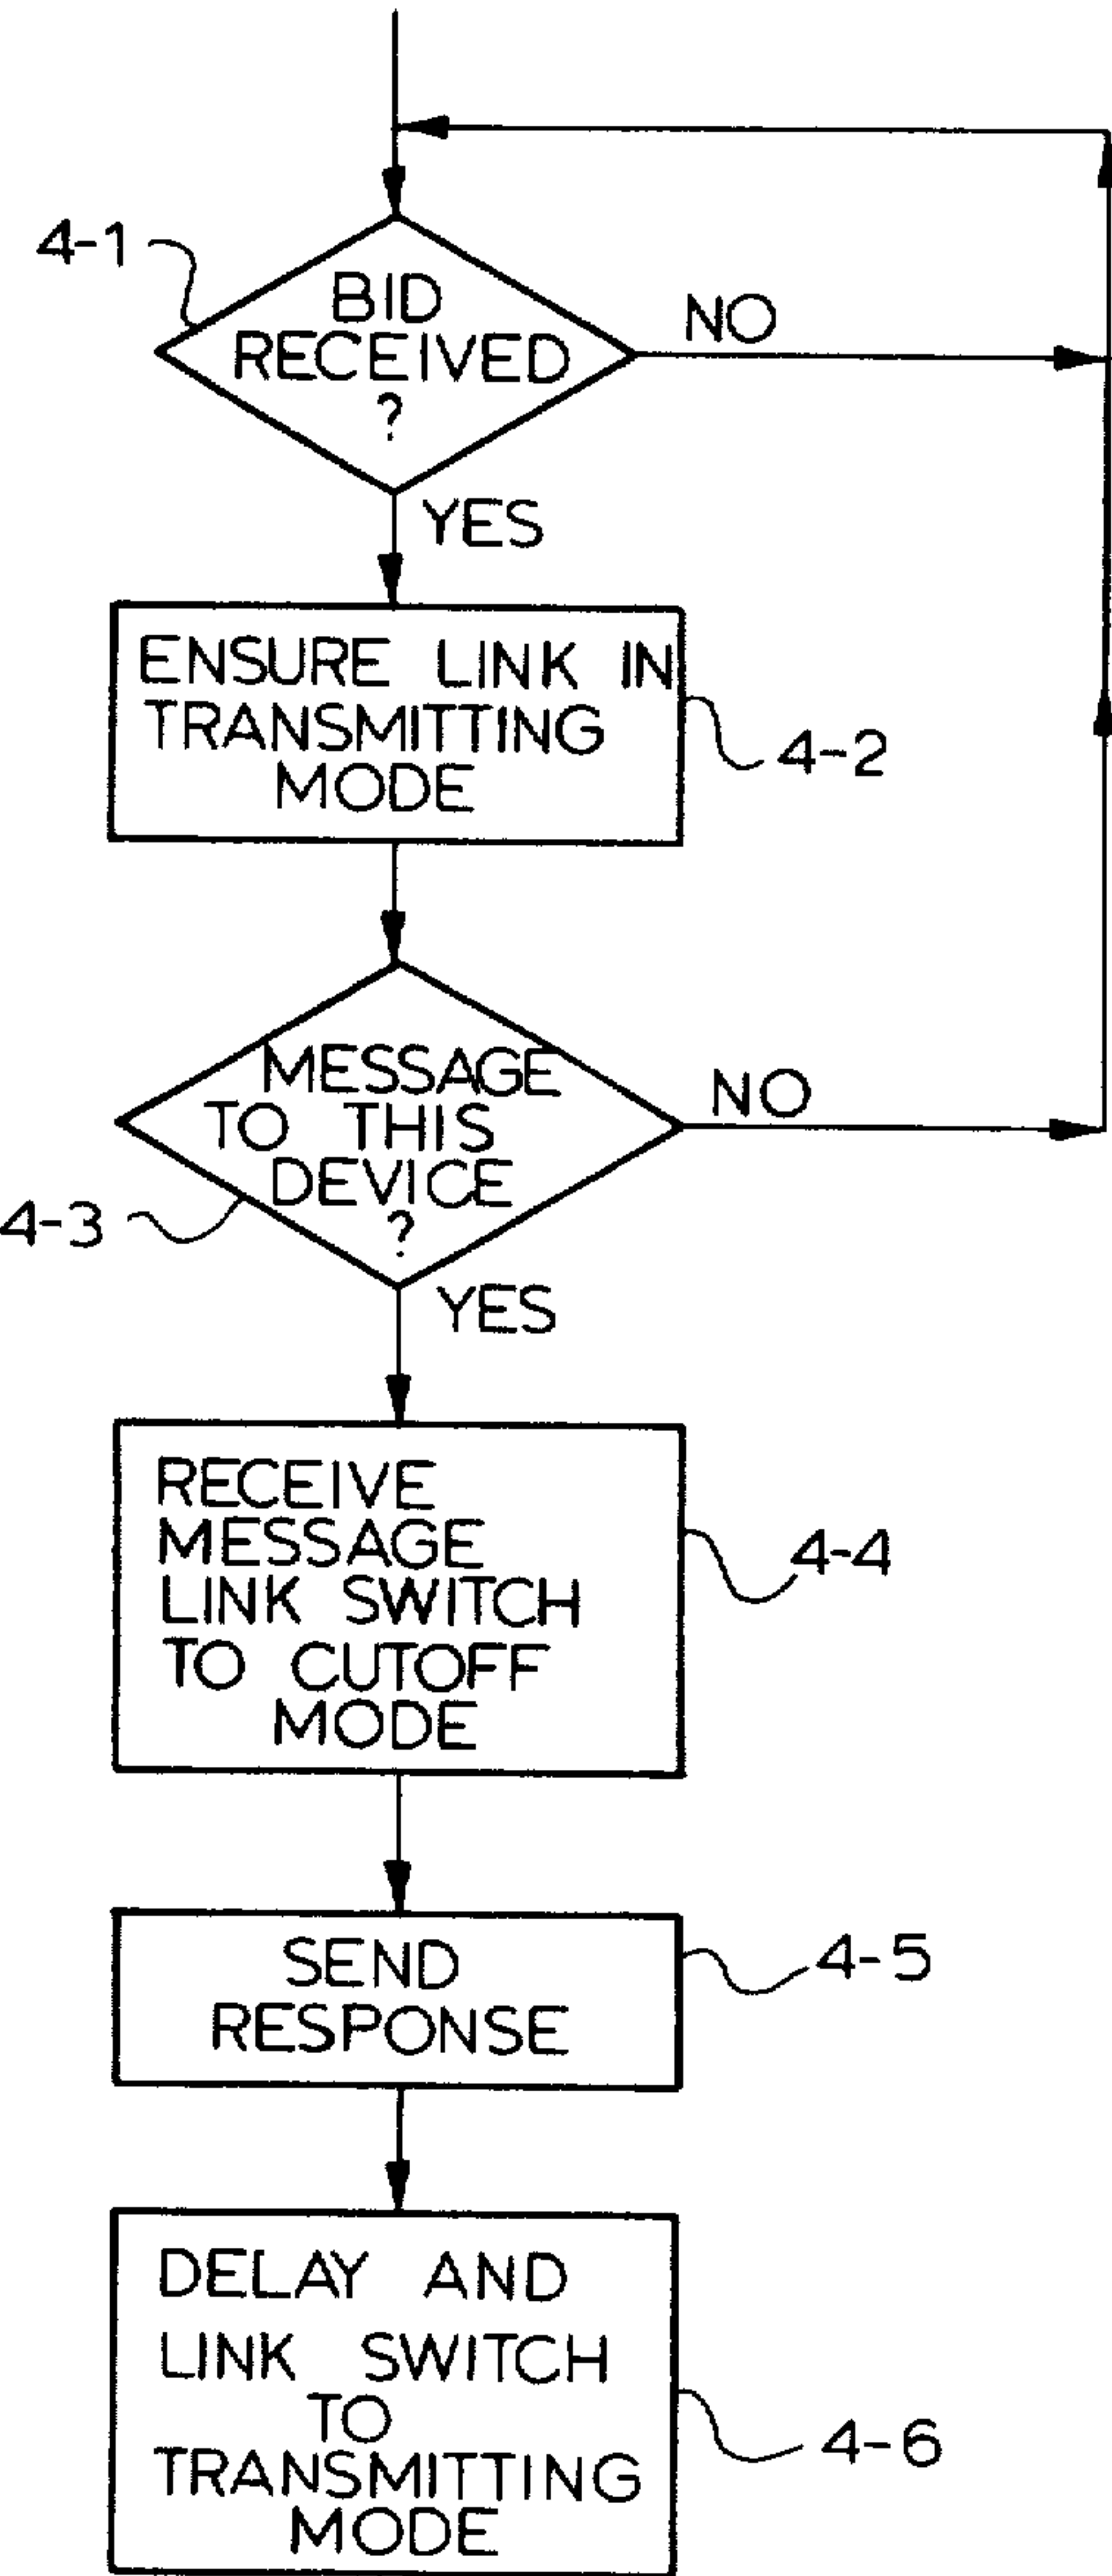 4-1
BID
RECEIVED
?
NO
YES
ENSURE LINK IN
TRANSMITTING
MODE
4-2
MESSAGE
TO THIS
DEVICE
?
NO
4-3
YES
RECEIVE
MESSAGE
LINK SWITCH
TO CUTOFF
MODE
4-4
SEND
RESPONSE
4-5
DELAY AND
LINK SWITCH
TO
TRANSMITTING
MODE
4-6